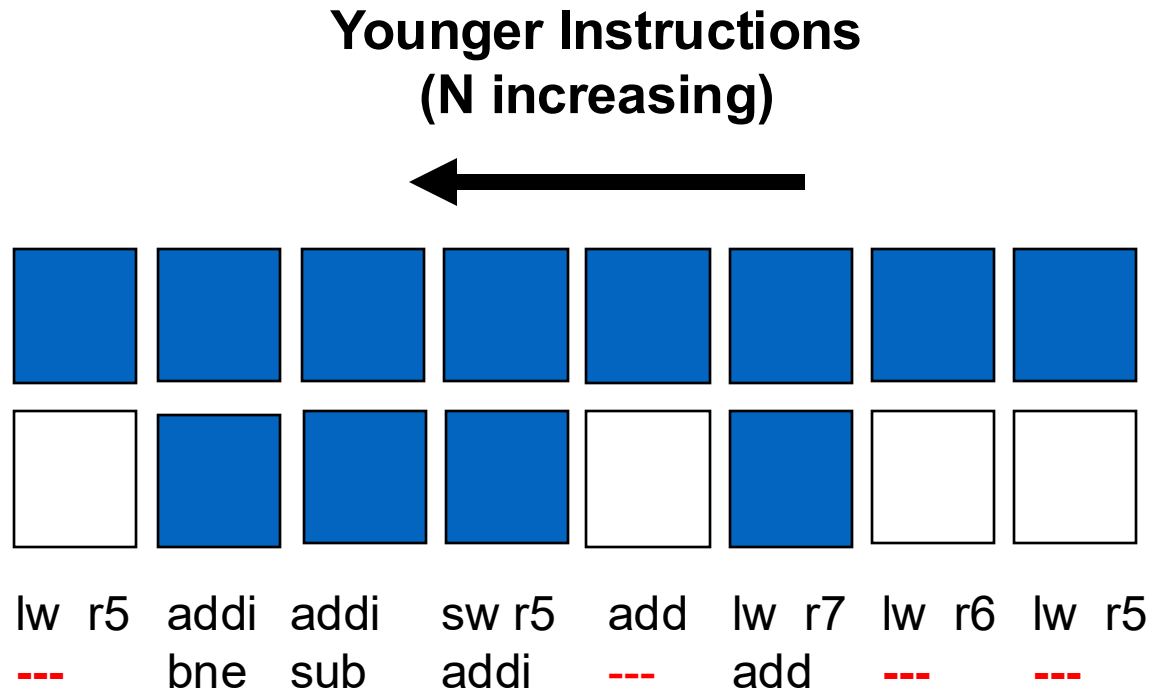 Younger Instructions
(N increasing)
lw r5 addi addi sw r5 add lw r7 lw r6 lw r5
--- bne sub addi --- add --- ---